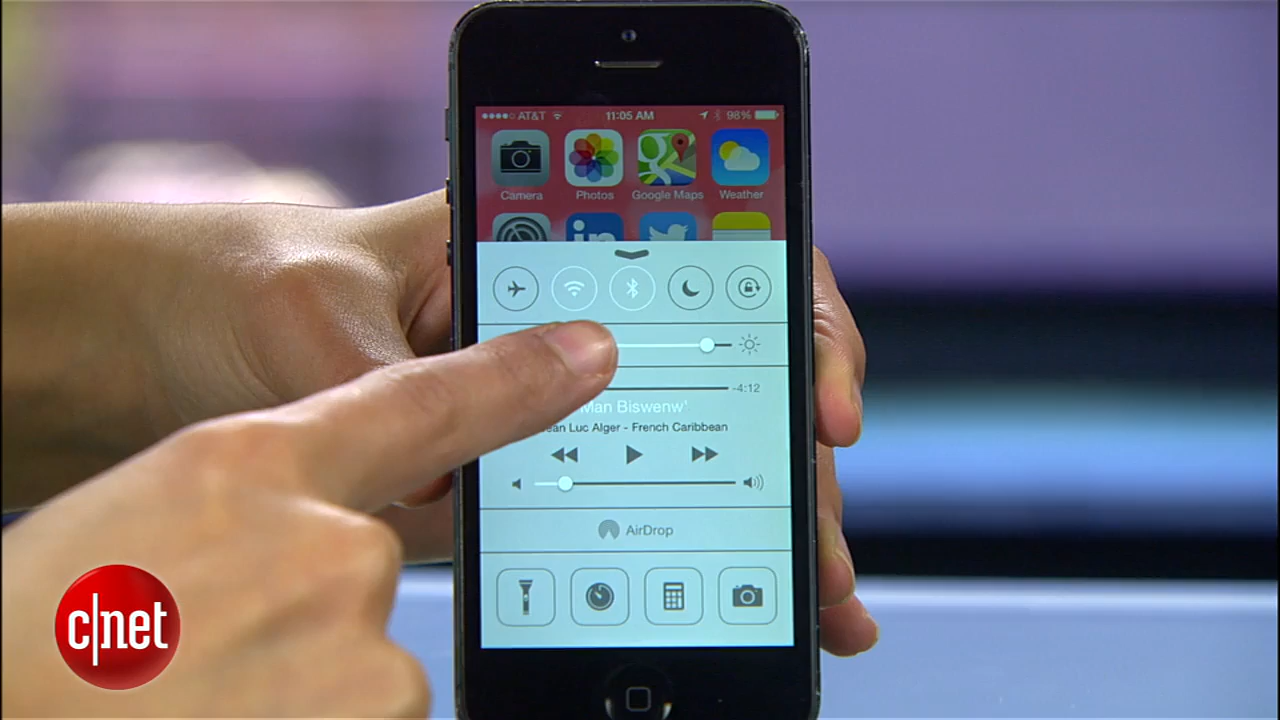 AT&T 11:05 AM 98%
Camera Photos Google Maps Weather
in
-4:12
Man Biswenw'
Luc Alger - French Caribbean
AirDrop
c|net